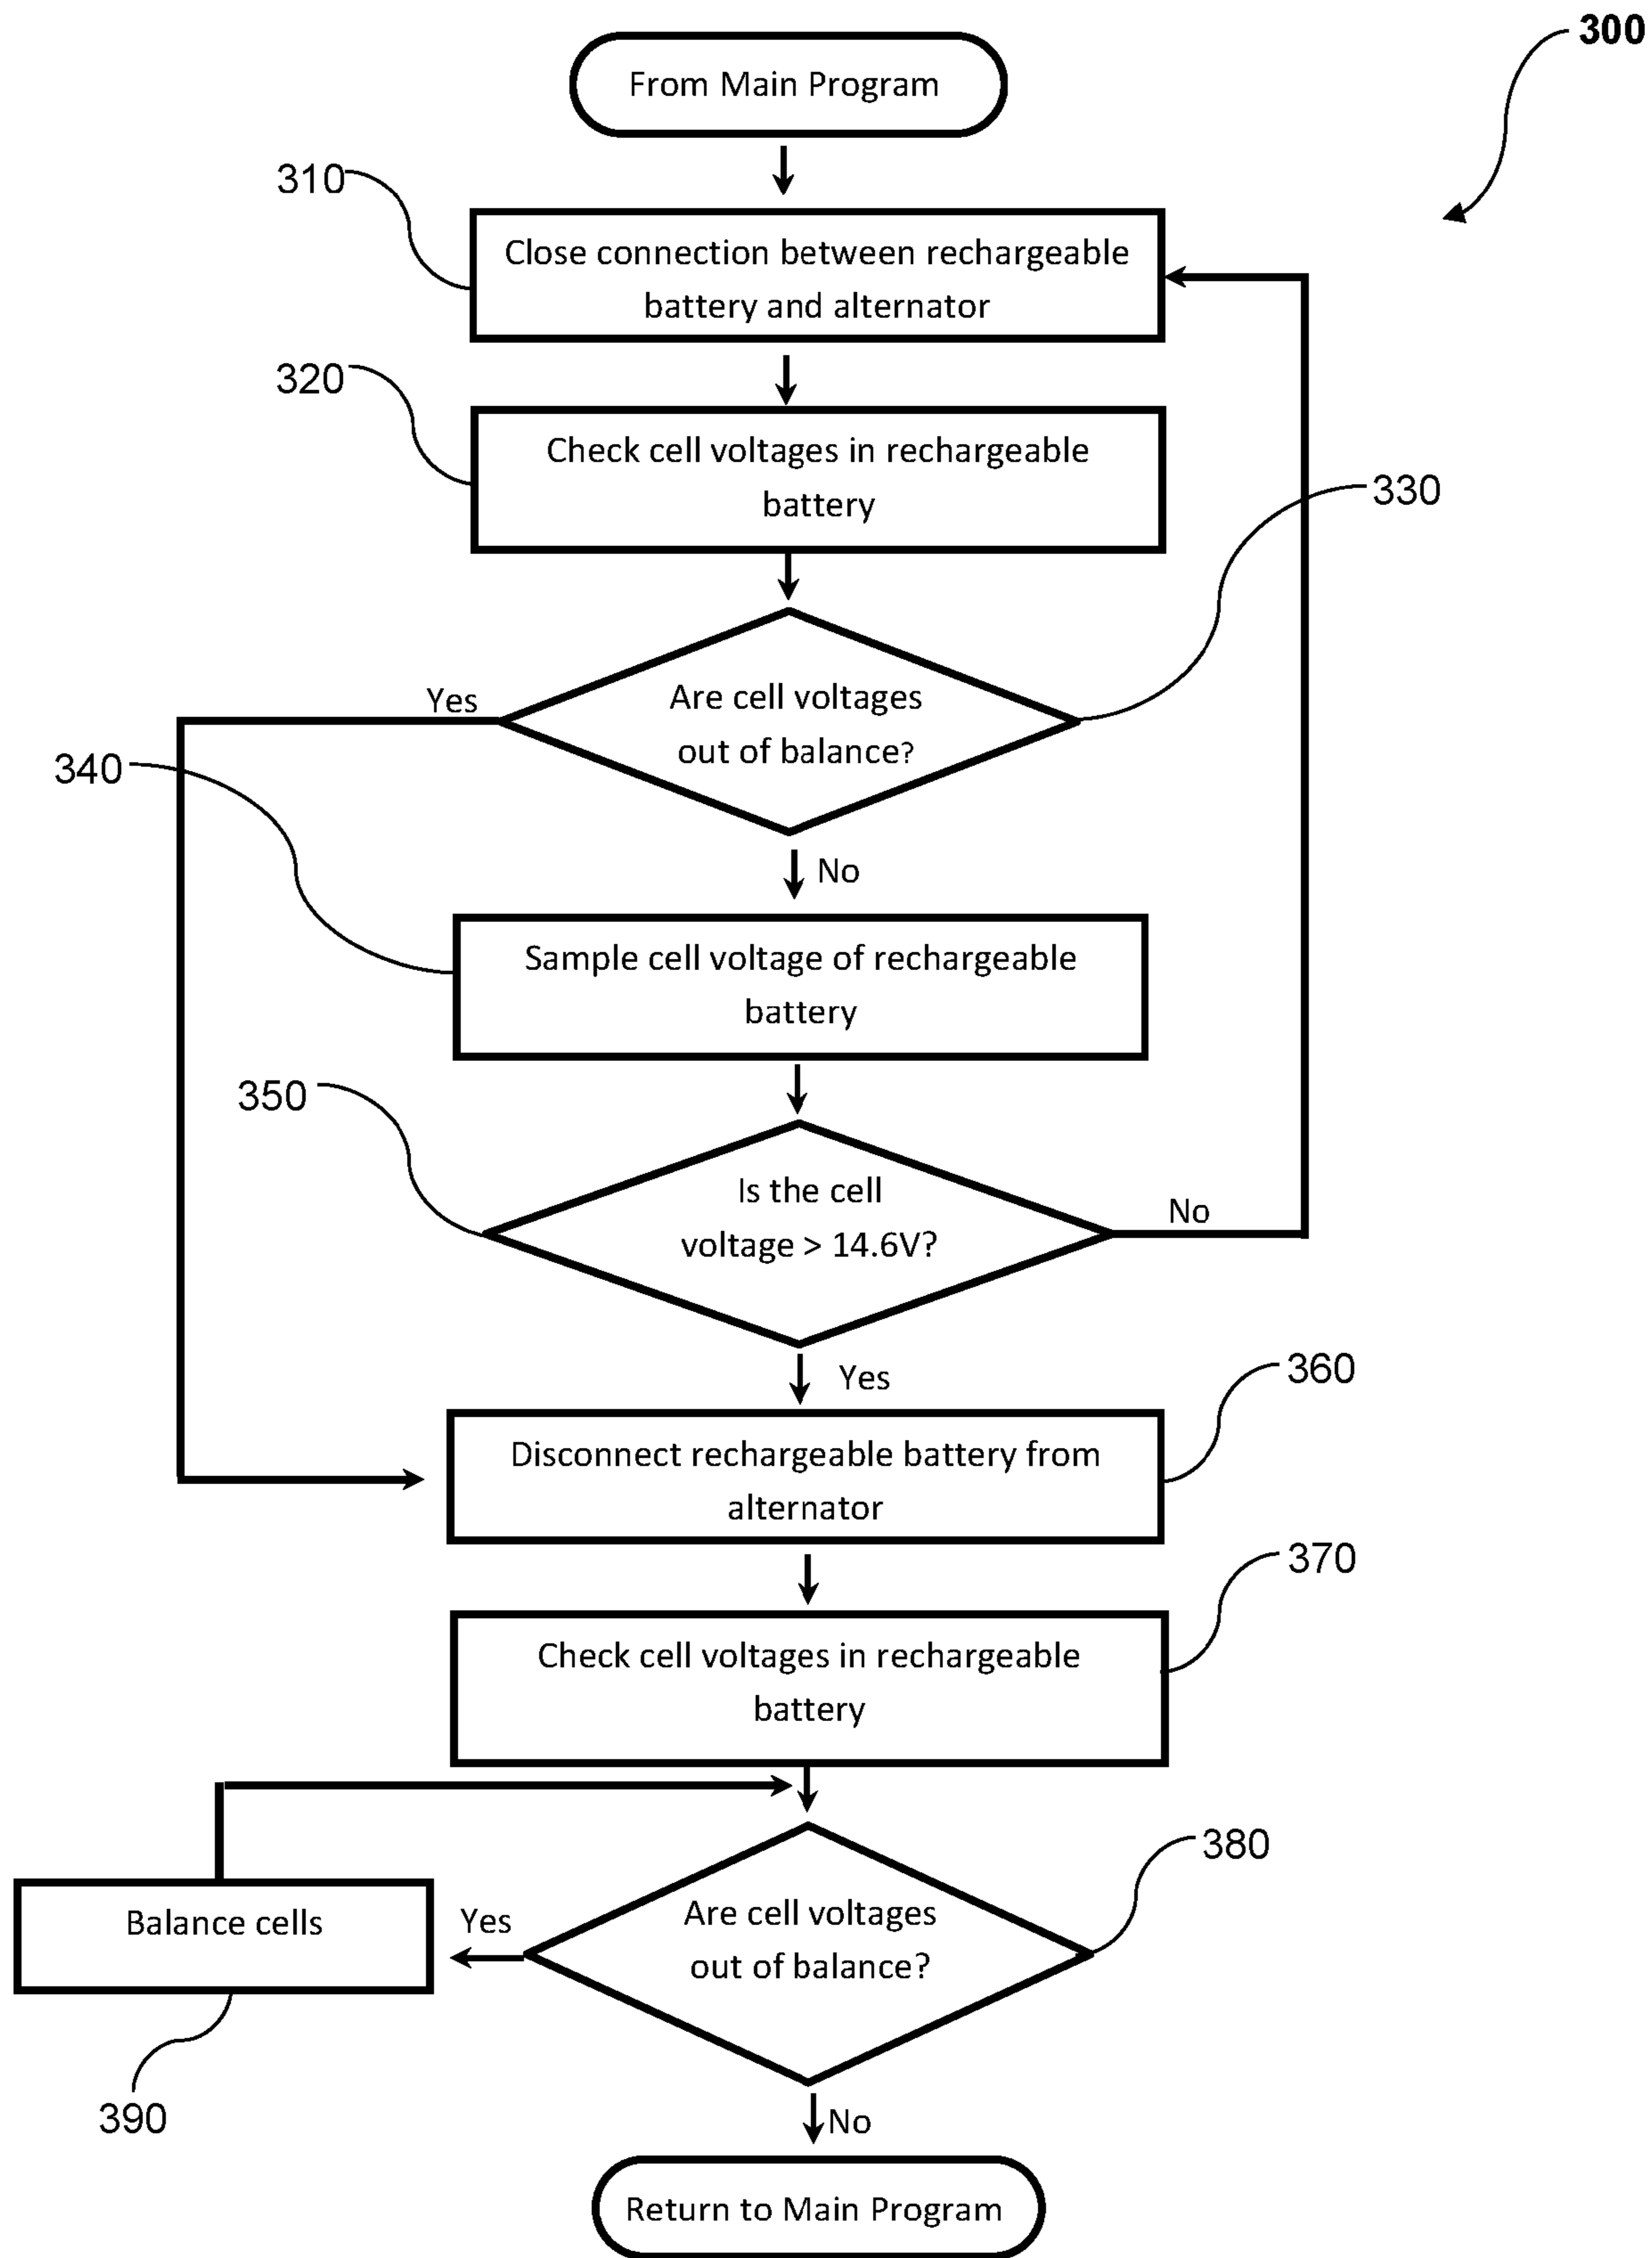 300
From Main Program
310
Close connection between rechargeable
battery and alternator
320
Check cell voltages in rechargeable
battery
330
Are cell voltages
out of balance?
Yes
340
No
Sample cell voltage of rechargeable
battery
350
Is the cell
voltage > 14.6V?
No
Yes
360
Disconnect rechargeable battery from
alternator
370
Check cell voltages in rechargeable
battery
380
Are cell voltages
out of balance?
Yes
Balance cells
390
No
Return to Main Program